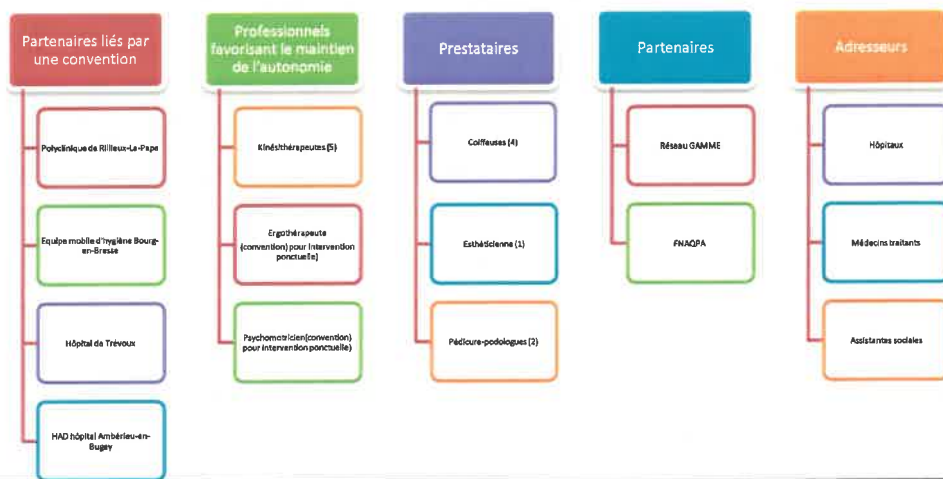 Partenaires liés par
une convention
Polyclinique de Rillieux-La-Pape
Equipe mobile d'hygiène Bourg-
en-Bresse
Hôpital de Trévoux
HAD hôpital Ambérieu-en-
Bugey
Professionnels
favorisant le maintien
de l'autonomie
Kinésithérapeutes (5)
Ergothérapeute
(convention) pour intervention
ponctuelle)
Psychomotricien(convention)
pour intervention ponctuelle)
Prestataires
Coiffeuses (4)
Esthéticienne (1)
Pédicure-podologues (2)
Partenaires
Réseau GAMME
FNAQPA
Adresseurs
Hôpitaux
Médecins traitants
Assistantes sociales